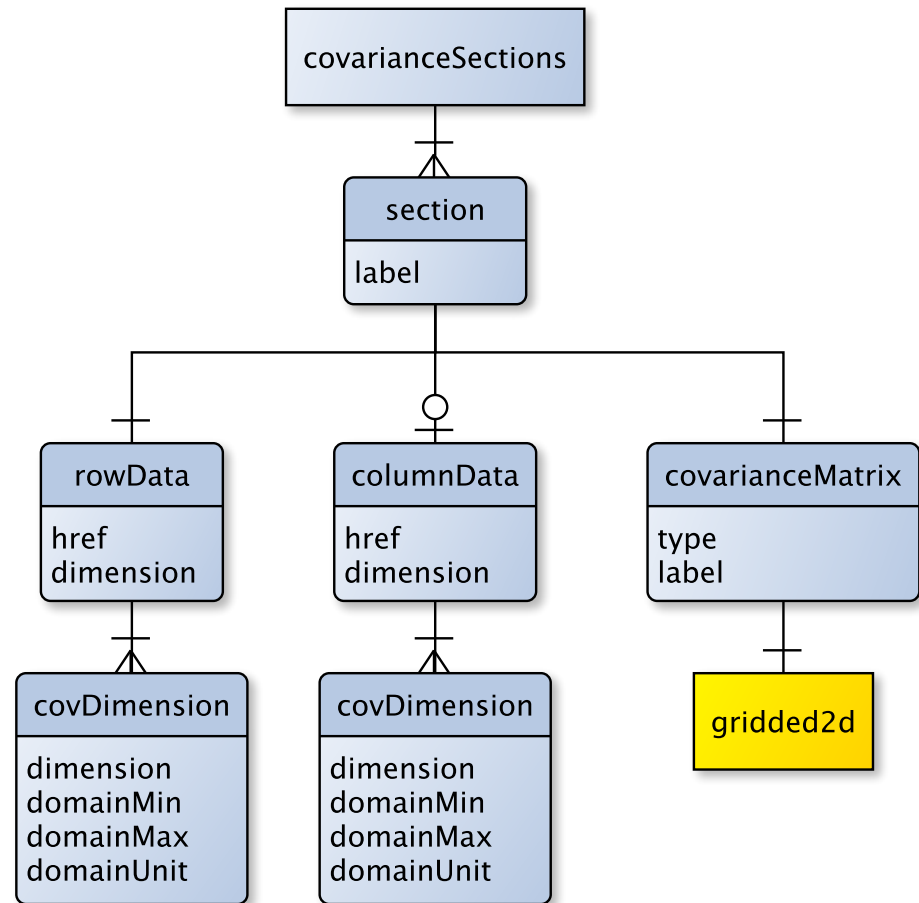 covarianceSections
section
label
rowData
href
dimension
columnData
href
dimension
covarianceMatrix
type
label
covDimension
dimension
domainMin
domainMax
domainUnit
covDimension
dimension
domainMin
domainMax
domainUnit
gridded2d